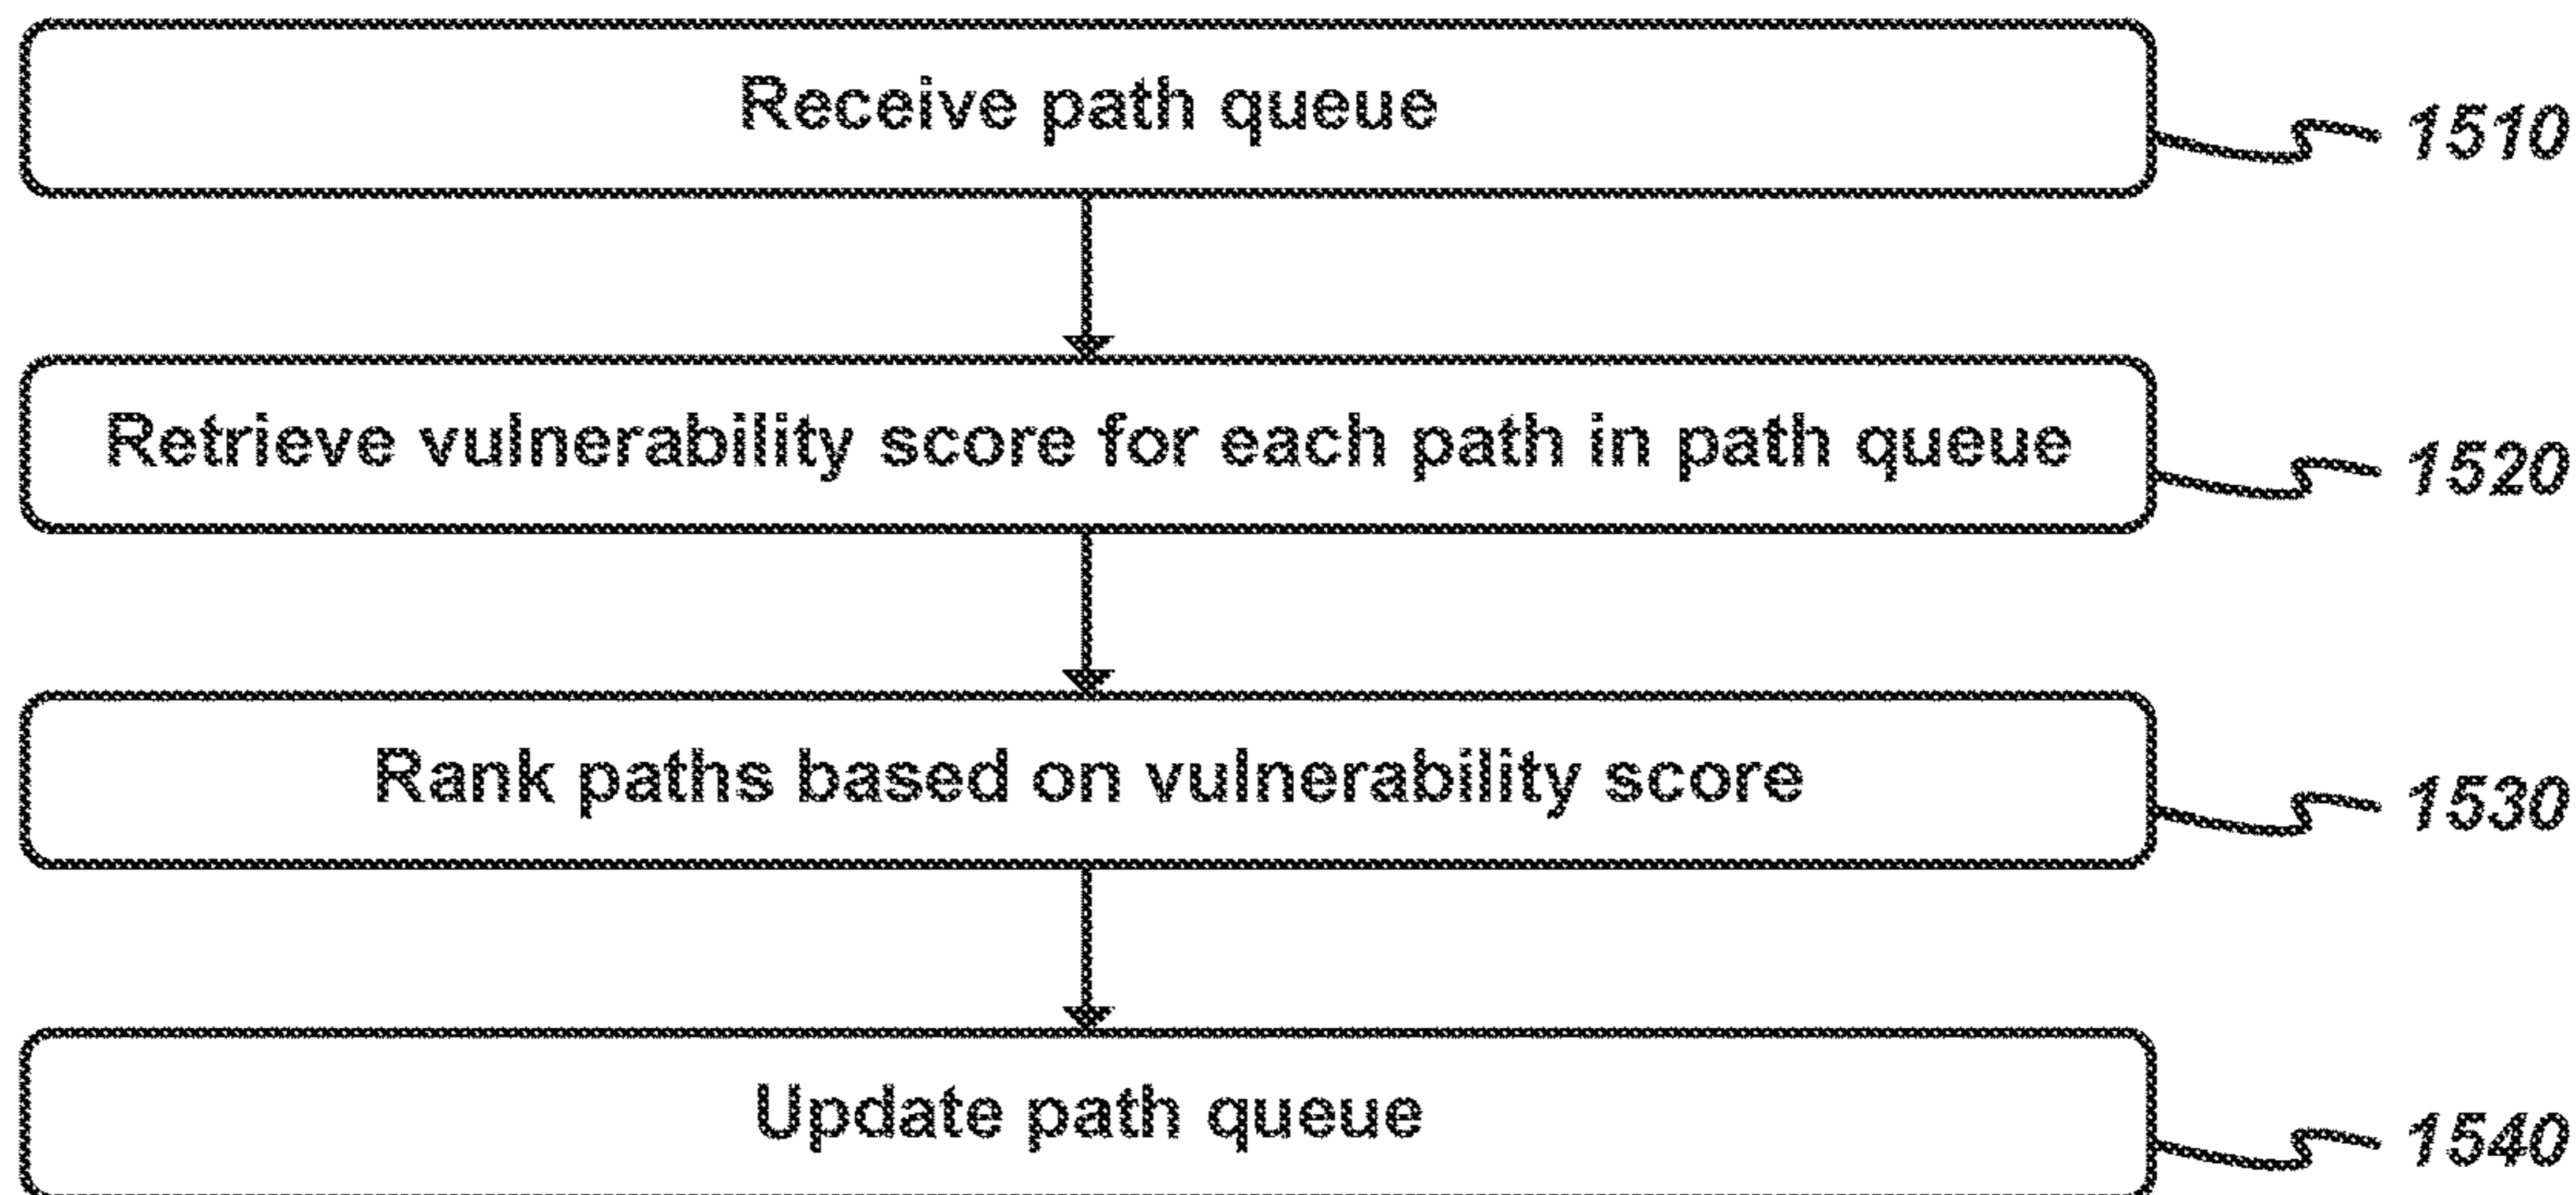 Receive path queue
1510
Retrieve vulnerability score for each path in path queue
1520
Rank paths based on vulnerability score
1530
Update path queue
1540